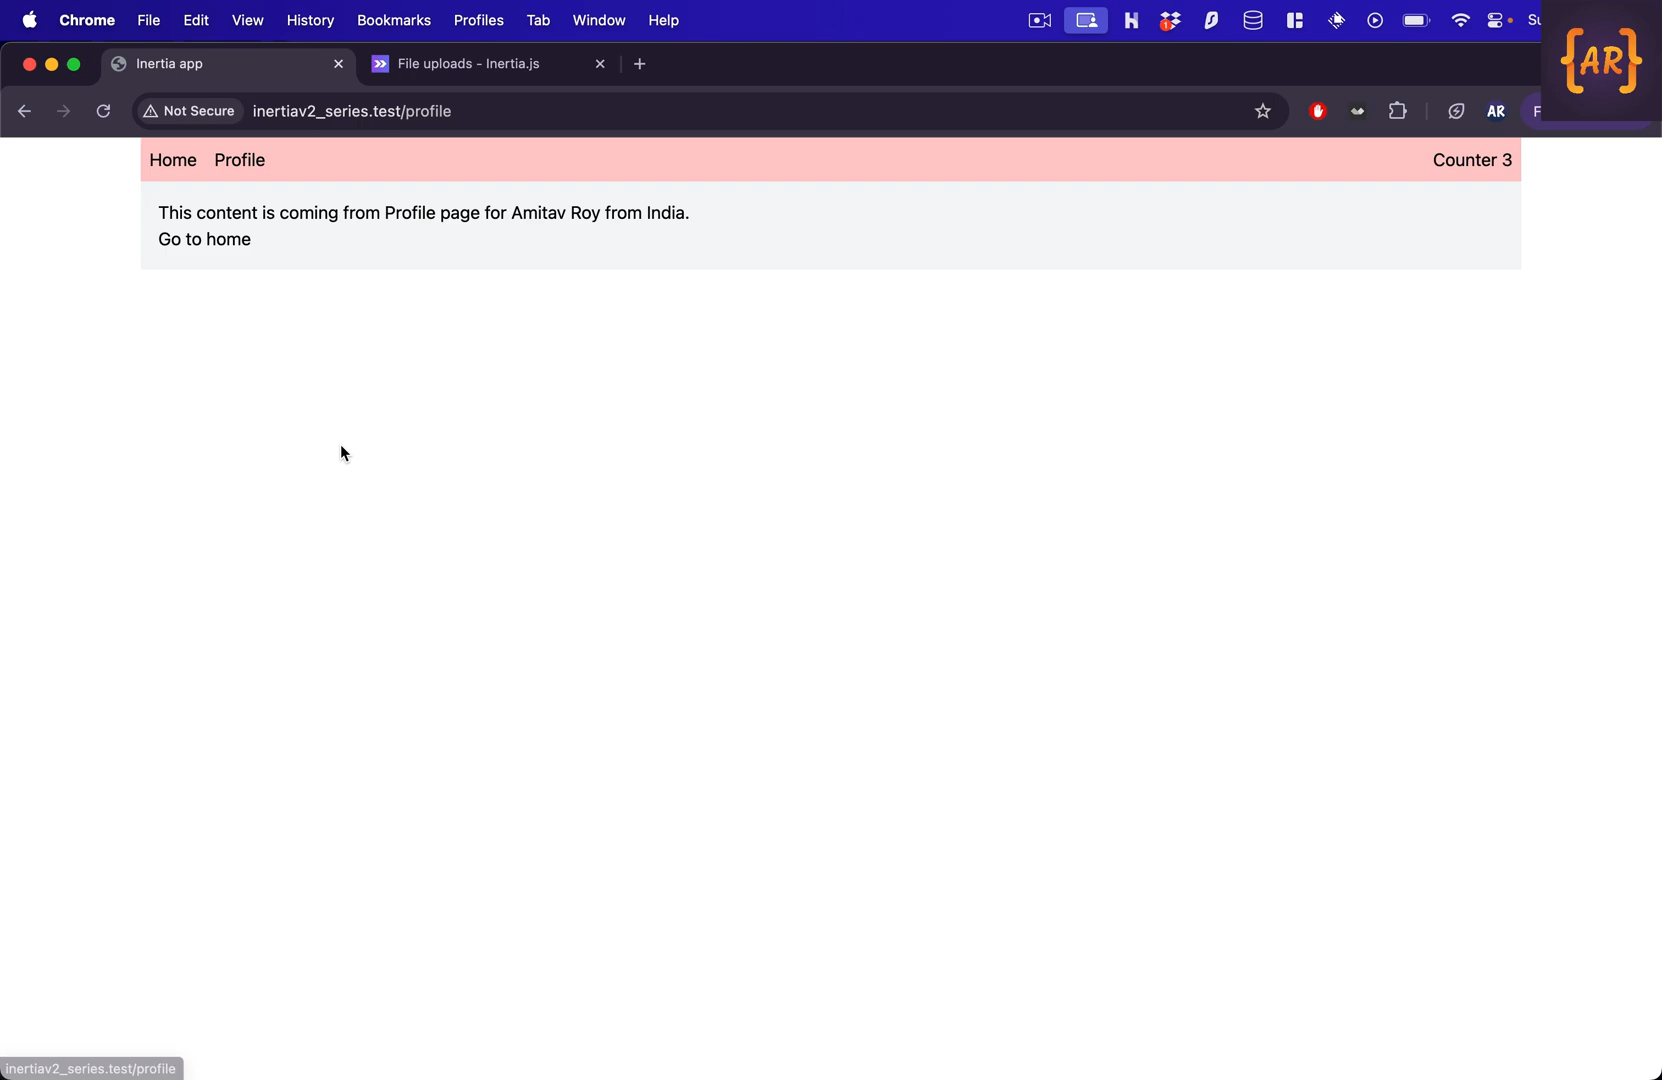 Chrome File Edit View History Bookmarks Profiles Tab Window Help
{AR}
Inertia app
File uploads - Inertia.js
Not Secure inertiav2_series.test/profile
AR
Home Profile Counter 3
This content is coming from Profile page for Amitav Roy from India.
Go to home
inertiav2_series.test/profile